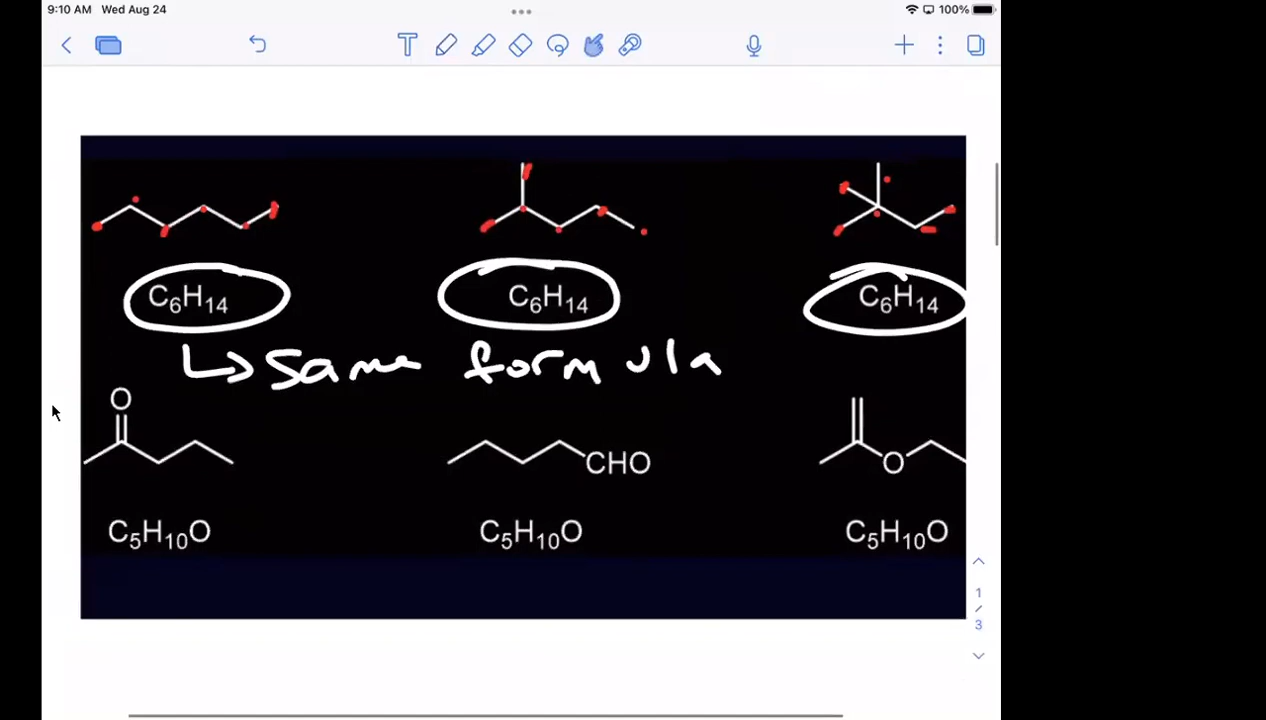 9:10 AM Wed Aug 24
100%
T
C₆H₁₄
C₆H₁₄
C₆H₁₄
↳ Same formula
O
CHO
O
C₅H₁₀O
C₅H₁₀O
C₅H₁₀O
1
/
3